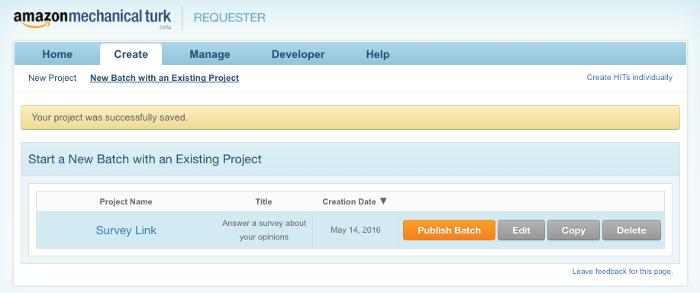 amazonmechanical turk
beta
REQUESTER
Home Create Manage Developer Help
New Project New Batch with an Existing Project Create HITs individually
Your project was successfully saved.
Start a New Batch with an Existing Project
Project Name Title Creation Date ▼
Survey Link Answer a survey about your opinions May 14, 2016 Publish Batch Edit Copy Delete
Leave feedback for this page.